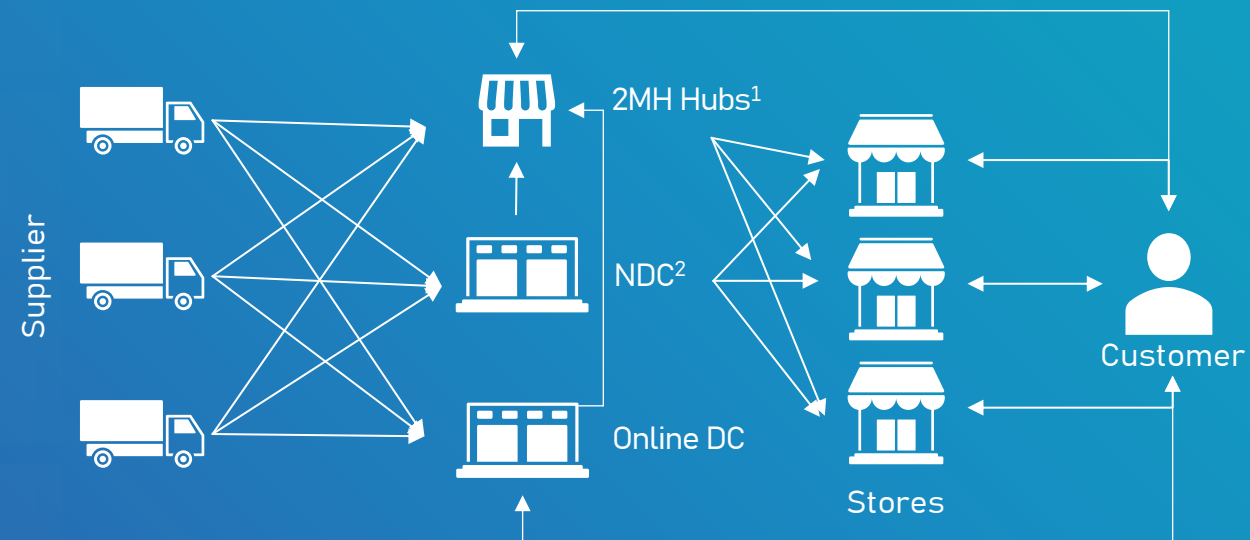 Supplier
2MH Hubs¹
NDC²
Online DC
Stores
Customer